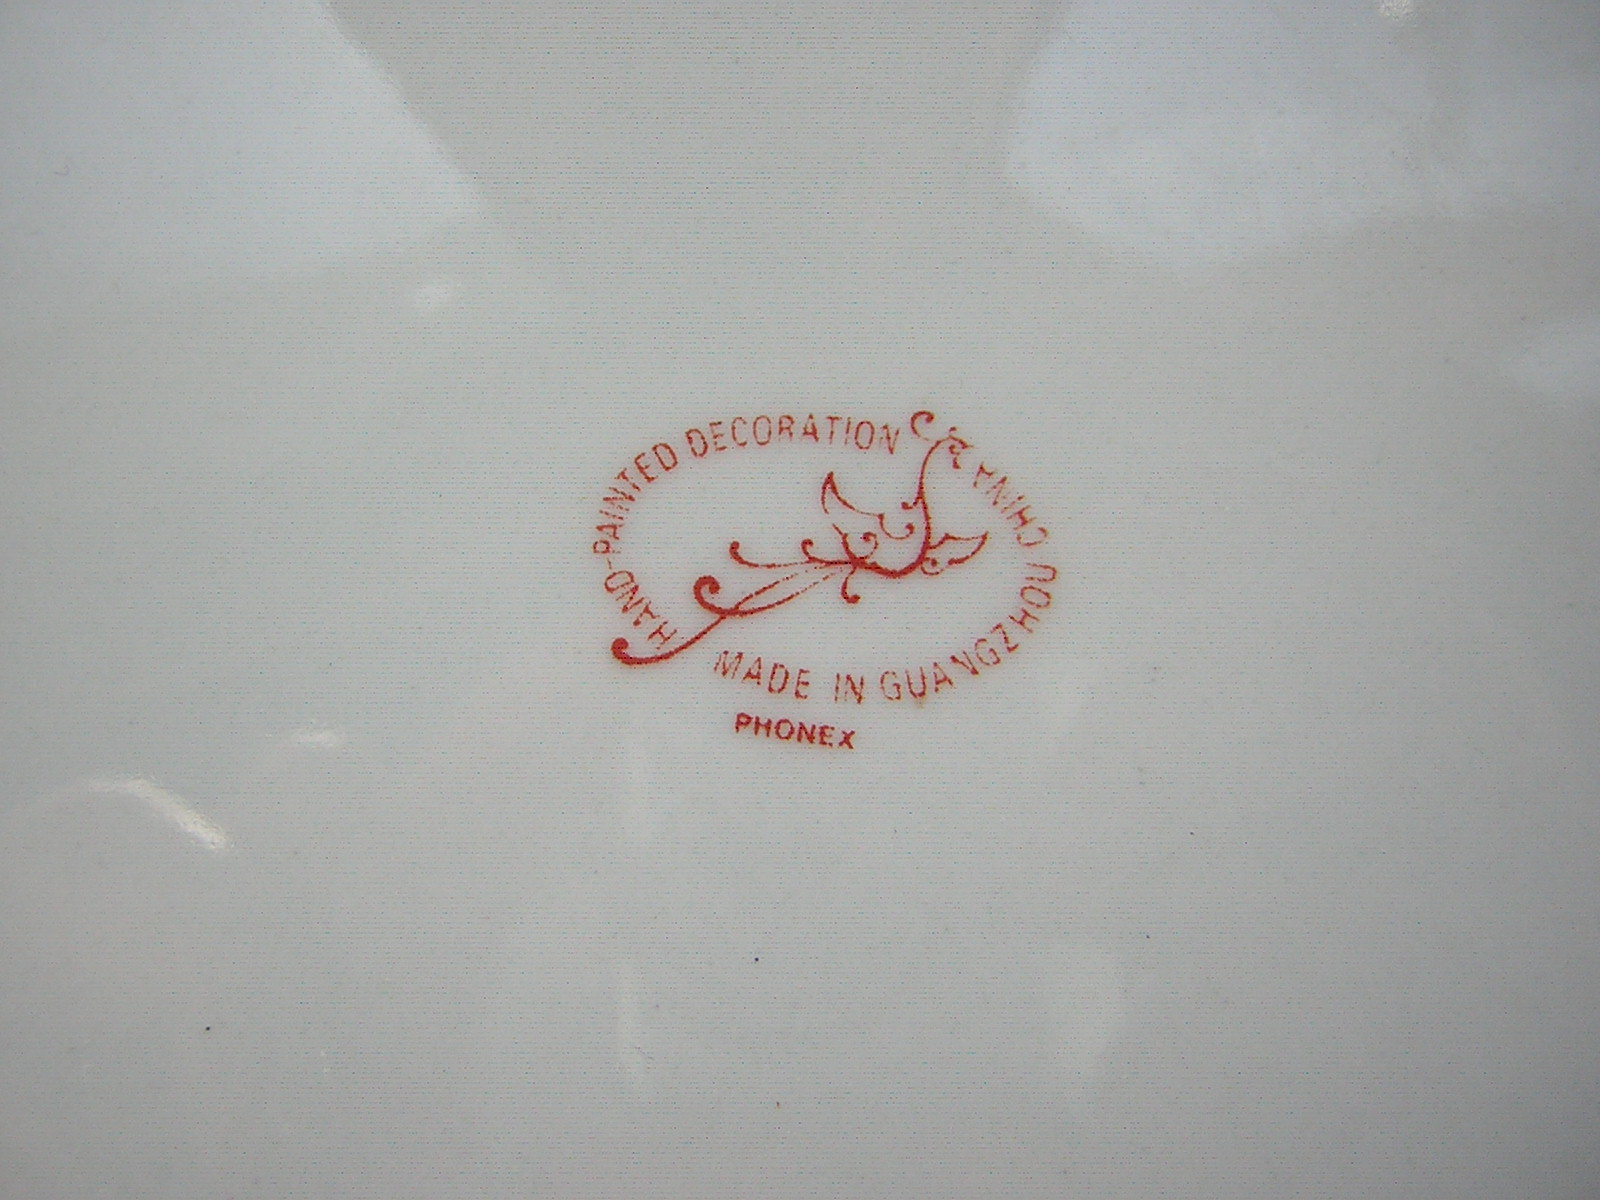 HAND-PAINTED DECORATION
MADE IN GUANGZHOU CHINA
PHONEX